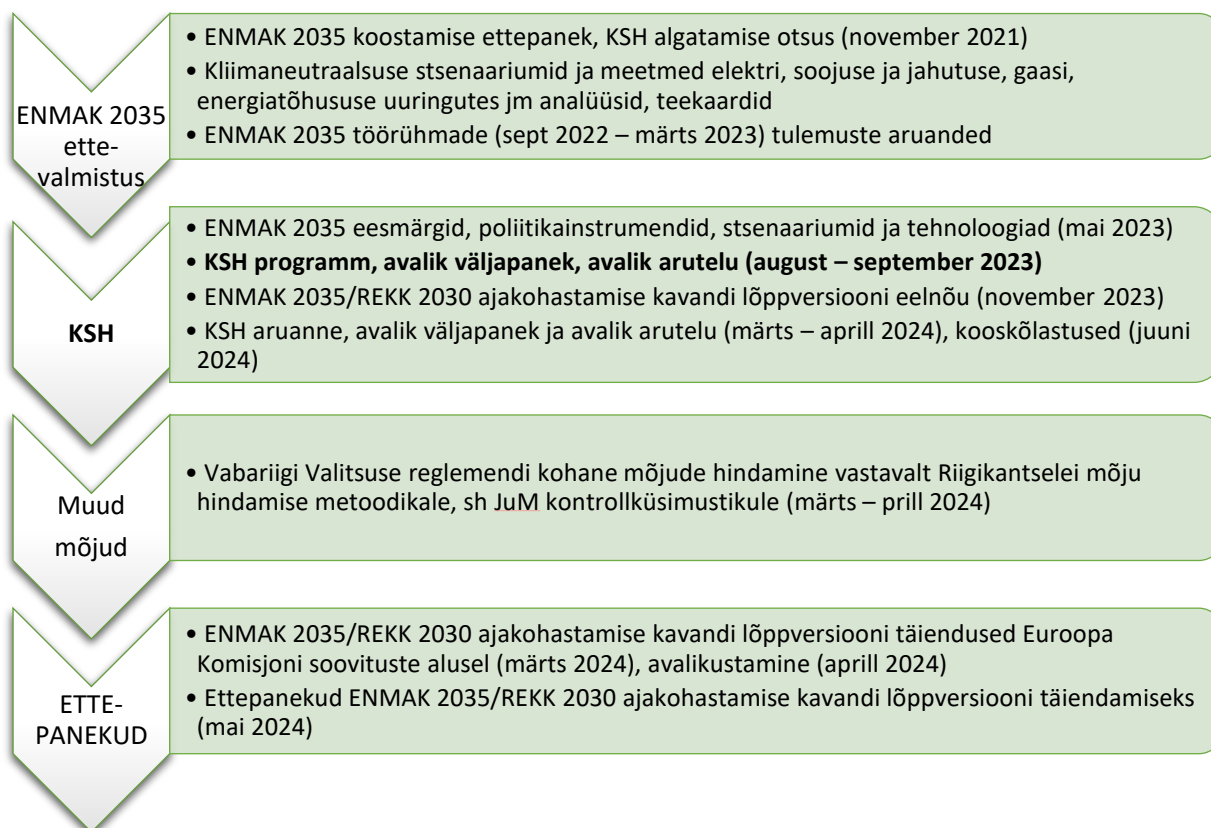 ENMAK 2035
ette-
valmistus
• ENMAK 2035 koostamise ettepanek, KSH algatamise otsus (november 2021)
• Kliimaneutraalsuse stsenaariumid ja meetmed elektri, soojuse ja jahutuse, gaasi,
energiatõhususe uuringutes jm analüüsid, teekaardid
• ENMAK 2035 töörühmade (sept 2022 – märts 2023) tulemuste aruanded
KSH
• ENMAK 2035 eesmärgid, poliitikainstrumendid, stsenaariumid ja tehnoloogiad (mai 2023)
• KSH programm, avalik väljapanek, avalik arutelu (august – september 2023)
• ENMAK 2035/REKK 2030 ajakohastamise kavandi lõppversiooni eelnõu (november 2023)
• KSH aruanne, avalik väljapanek ja avalik arutelu (märts – aprill 2024), kooskõlastused (juuni
2024)
Muud
mõjud
• Vabariigi Valitsuse reglemendi kohane mõjude hindamine vastavalt Riigikantselei mõju
hindamise metoodikale, sh JuM kontrollküsimustikule (märts – prill 2024)
ETTE-
PANEKUD
• ENMAK 2035/REKK 2030 ajakohastamise kavandi lõppversiooni täiendused Euroopa
Komisjoni soovituste alusel (märts 2024), avalikustamine (aprill 2024)
• Ettepanekud ENMAK 2035/REKK 2030 ajakohastamise kavandi lõppversiooni täiendamiseks
(mai 2024)